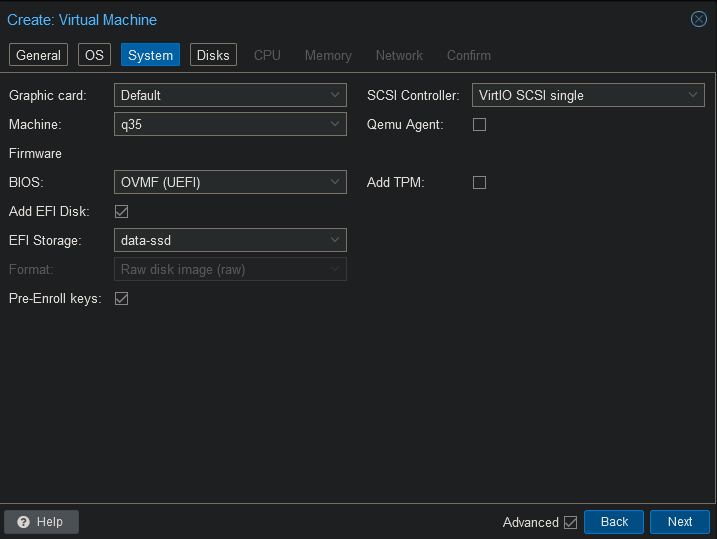 Create: Virtual Machine
General OS System Disks CPU Memory Network Confirm
Graphic card: Default SCSI Controller: VirtIO SCSI single
Machine: q35 Qemu Agent:
Firmware
BIOS: OVMF (UEFI) Add TPM:
Add EFI Disk:
EFI Storage: data-ssd
Format: Raw disk image (raw)
Pre-Enroll keys:
Help Advanced Back Next